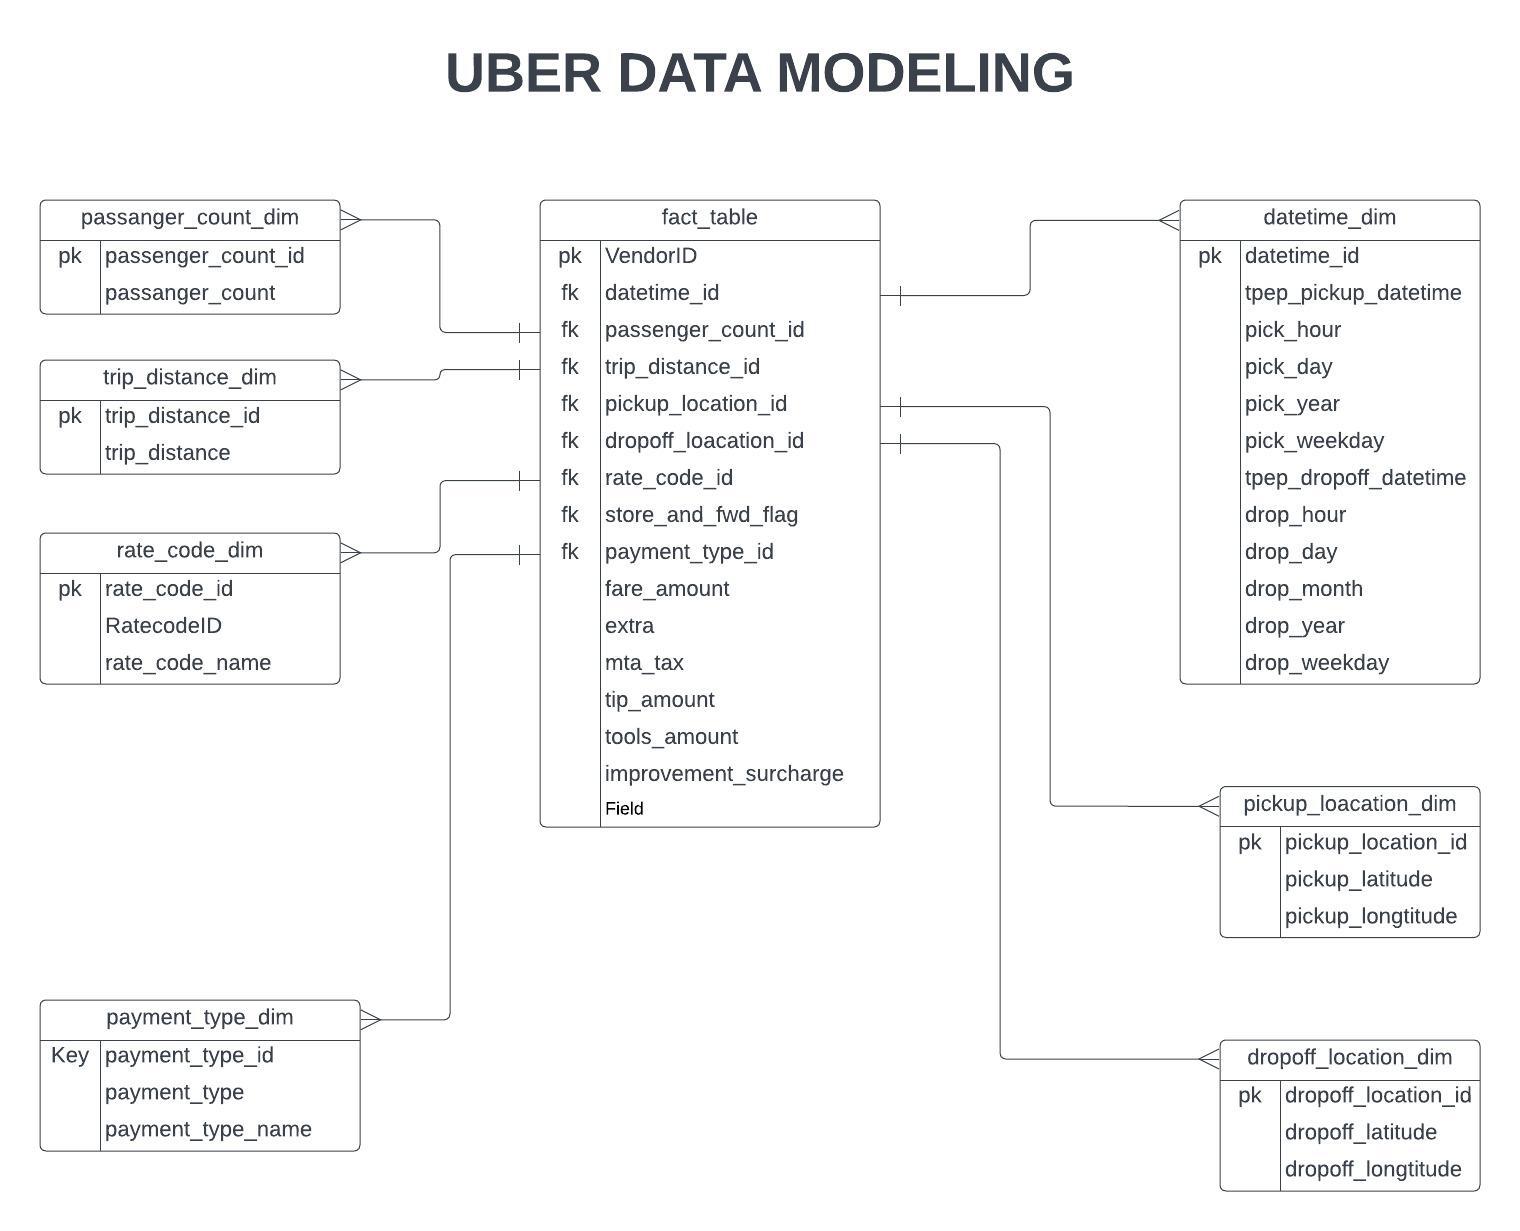 UBER DATA MODELING
passanger_count_dim
pk passenger_count_id
passanger_count
trip_distance_dim
pk trip_distance_id
trip_distance
rate_code_dim
pk rate_code_id
RatecodeID
rate_code_name
payment_type_dim
Key payment_type_id
payment_type
payment_type_name
fact_table
pk VendorID
fk datetime_id
fk passenger_count_id
fk trip_distance_id
fk pickup_location_id
fk dropoff_loacation_id
fk rate_code_id
fk store_and_fwd_flag
fk payment_type_id
fare_amount
extra
mta_tax
tip_amount
tools_amount
improvement_surcharge
Field
datetime_dim
pk datetime_id
tpep_pickup_datetime
pick_hour
pick_day
pick_year
pick_weekday
tpep_dropoff_datetime
drop_hour
drop_day
drop_month
drop_year
drop_weekday
pickup_loacation_dim
pk pickup_location_id
pickup_latitude
pickup_longtitude
dropoff_location_dim
pk dropoff_location_id
dropoff_latitude
dropoff_longtitude